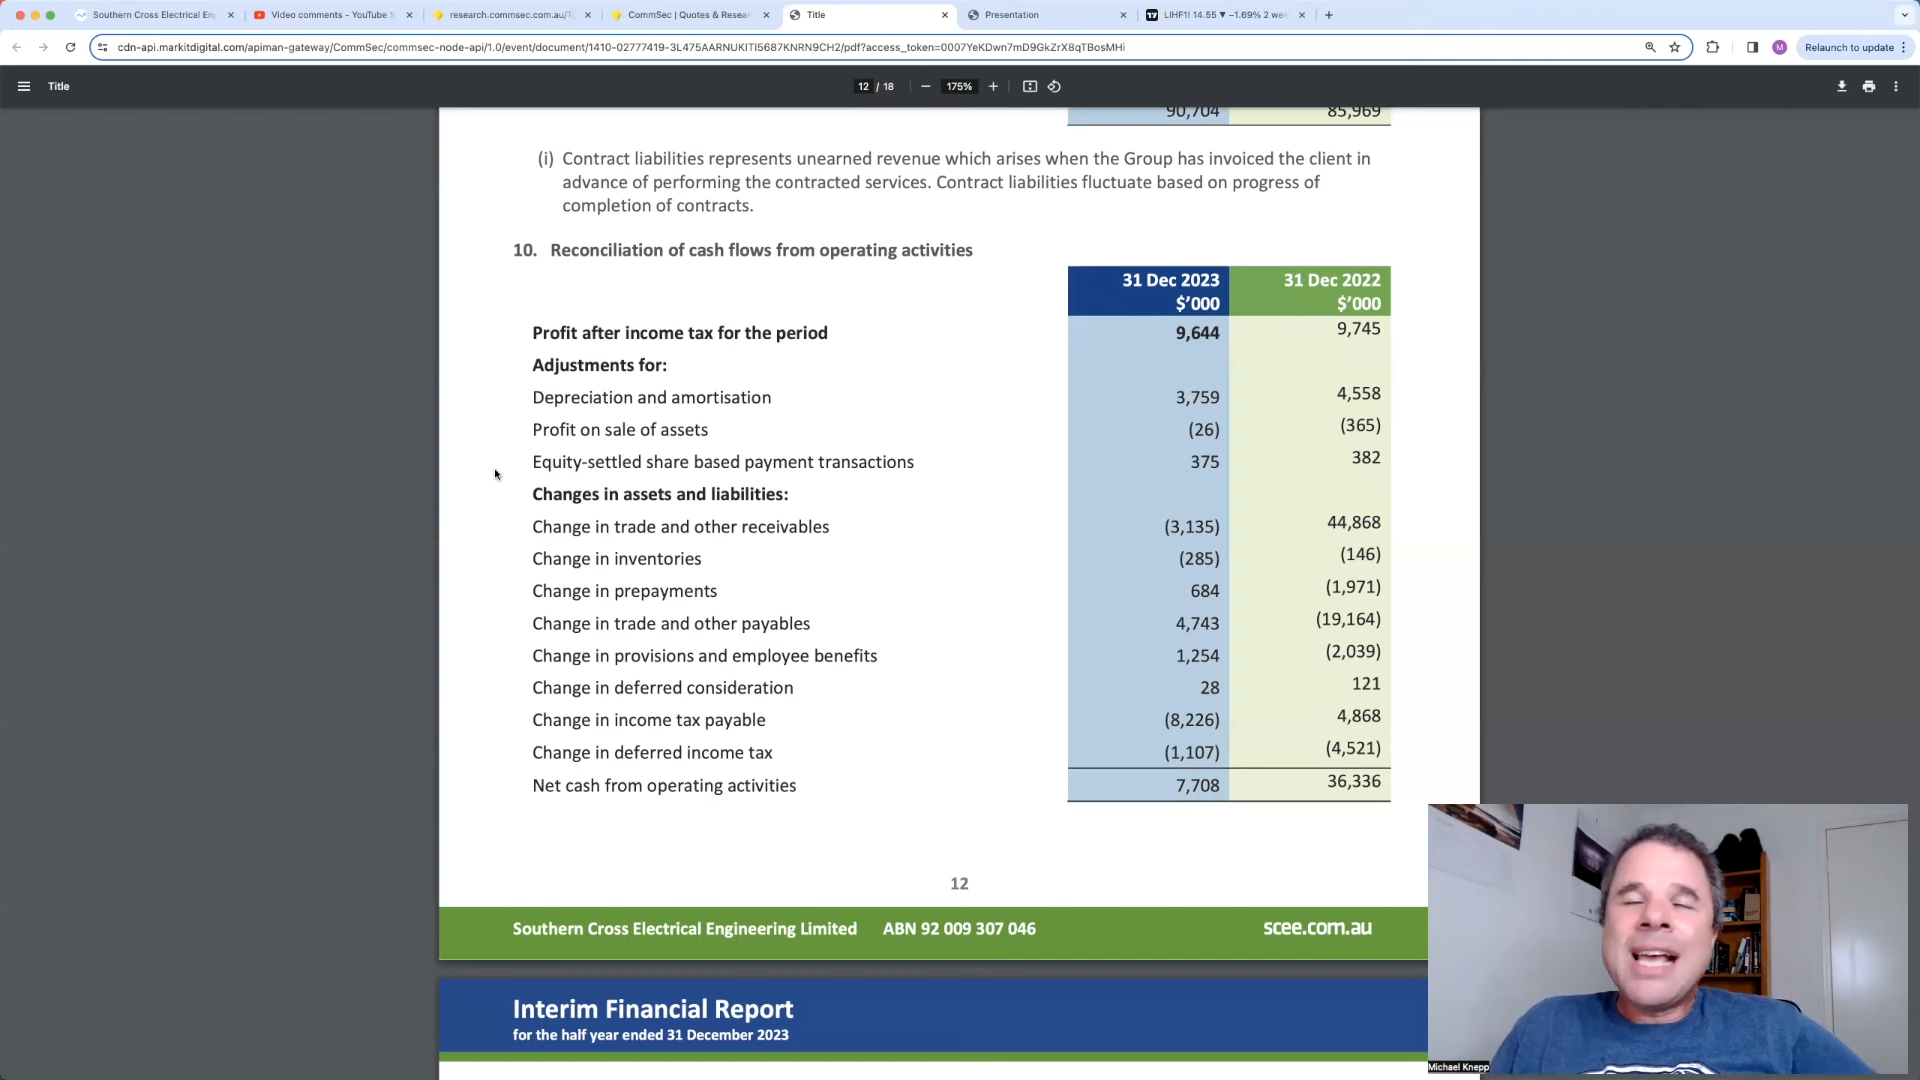 Southern Cross Electrical En
Video comments - YouTube S
research.commsec.com.au/T
CommSec | Quotes & Resea
Title
Presentation
LIHF1! 14.55 ▼ −1.69% 2 we
cdn-api.markitdigital.com/apiman-gateway/CommSec/commsec-node-api/1.0/event/document/1410-02777419-3L475AARNUKITI5687KNRN9CH2/pdf?access_token=0007YeKDwn7mD9GkZrX8qTBosMHi
M
Relaunch to update
Title
12 / 18
175%
90,704 85,969
(i) Contract liabilities represents unearned revenue which arises when the Group has invoiced the client in
advance of performing the contracted services. Contract liabilities fluctuate based on progress of
completion of contracts.
10. Reconciliation of cash flows from operating activities
31 Dec 2023 31 Dec 2022
$'000 $'000
Profit after income tax for the period 9,644 9,745
Adjustments for:
Depreciation and amortisation 3,759 4,558
Profit on sale of assets (26) (365)
Equity-settled share based payment transactions 375 382
Changes in assets and liabilities:
Change in trade and other receivables (3,135) 44,868
Change in inventories (285) (146)
Change in prepayments 684 (1,971)
Change in trade and other payables 4,743 (19,164)
Change in provisions and employee benefits 1,254 (2,039)
Change in deferred consideration 28 121
Change in income tax payable (8,226) 4,868
Change in deferred income tax (1,107) (4,521)
Net cash from operating activities 7,708 36,336
12
Southern Cross Electrical Engineering Limited ABN 92 009 307 046 scee.com.au
Interim Financial Report
for the half year ended 31 December 2023
Michael Knepp